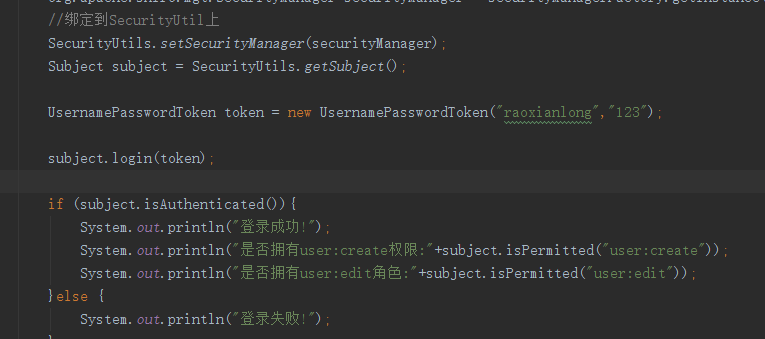 //绑定到SecurityUtil上
SecurityUtils.setSecurityManager(securityManager);
Subject subject = SecurityUtils.getSubject();
UsernamePasswordToken token = new UsernamePasswordToken("raoxianlong","123");
subject.login(token);
if (subject.isAuthenticated()){
System.out.println("登录成功!");
System.out.println("是否拥有user:create权限:"+subject.isPermitted("user:create"));
System.out.println("是否拥有user:edit角色:"+subject.isPermitted("user:edit"));
}else {
System.out.println("登录失败!");